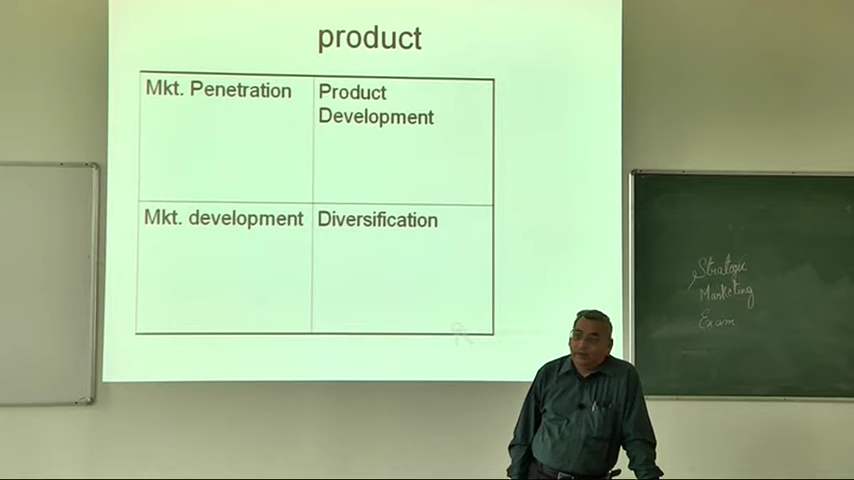 product
Mkt. Penetration
Product
Development
Mkt. development
Diversification
Strategic
Marketing
Exam